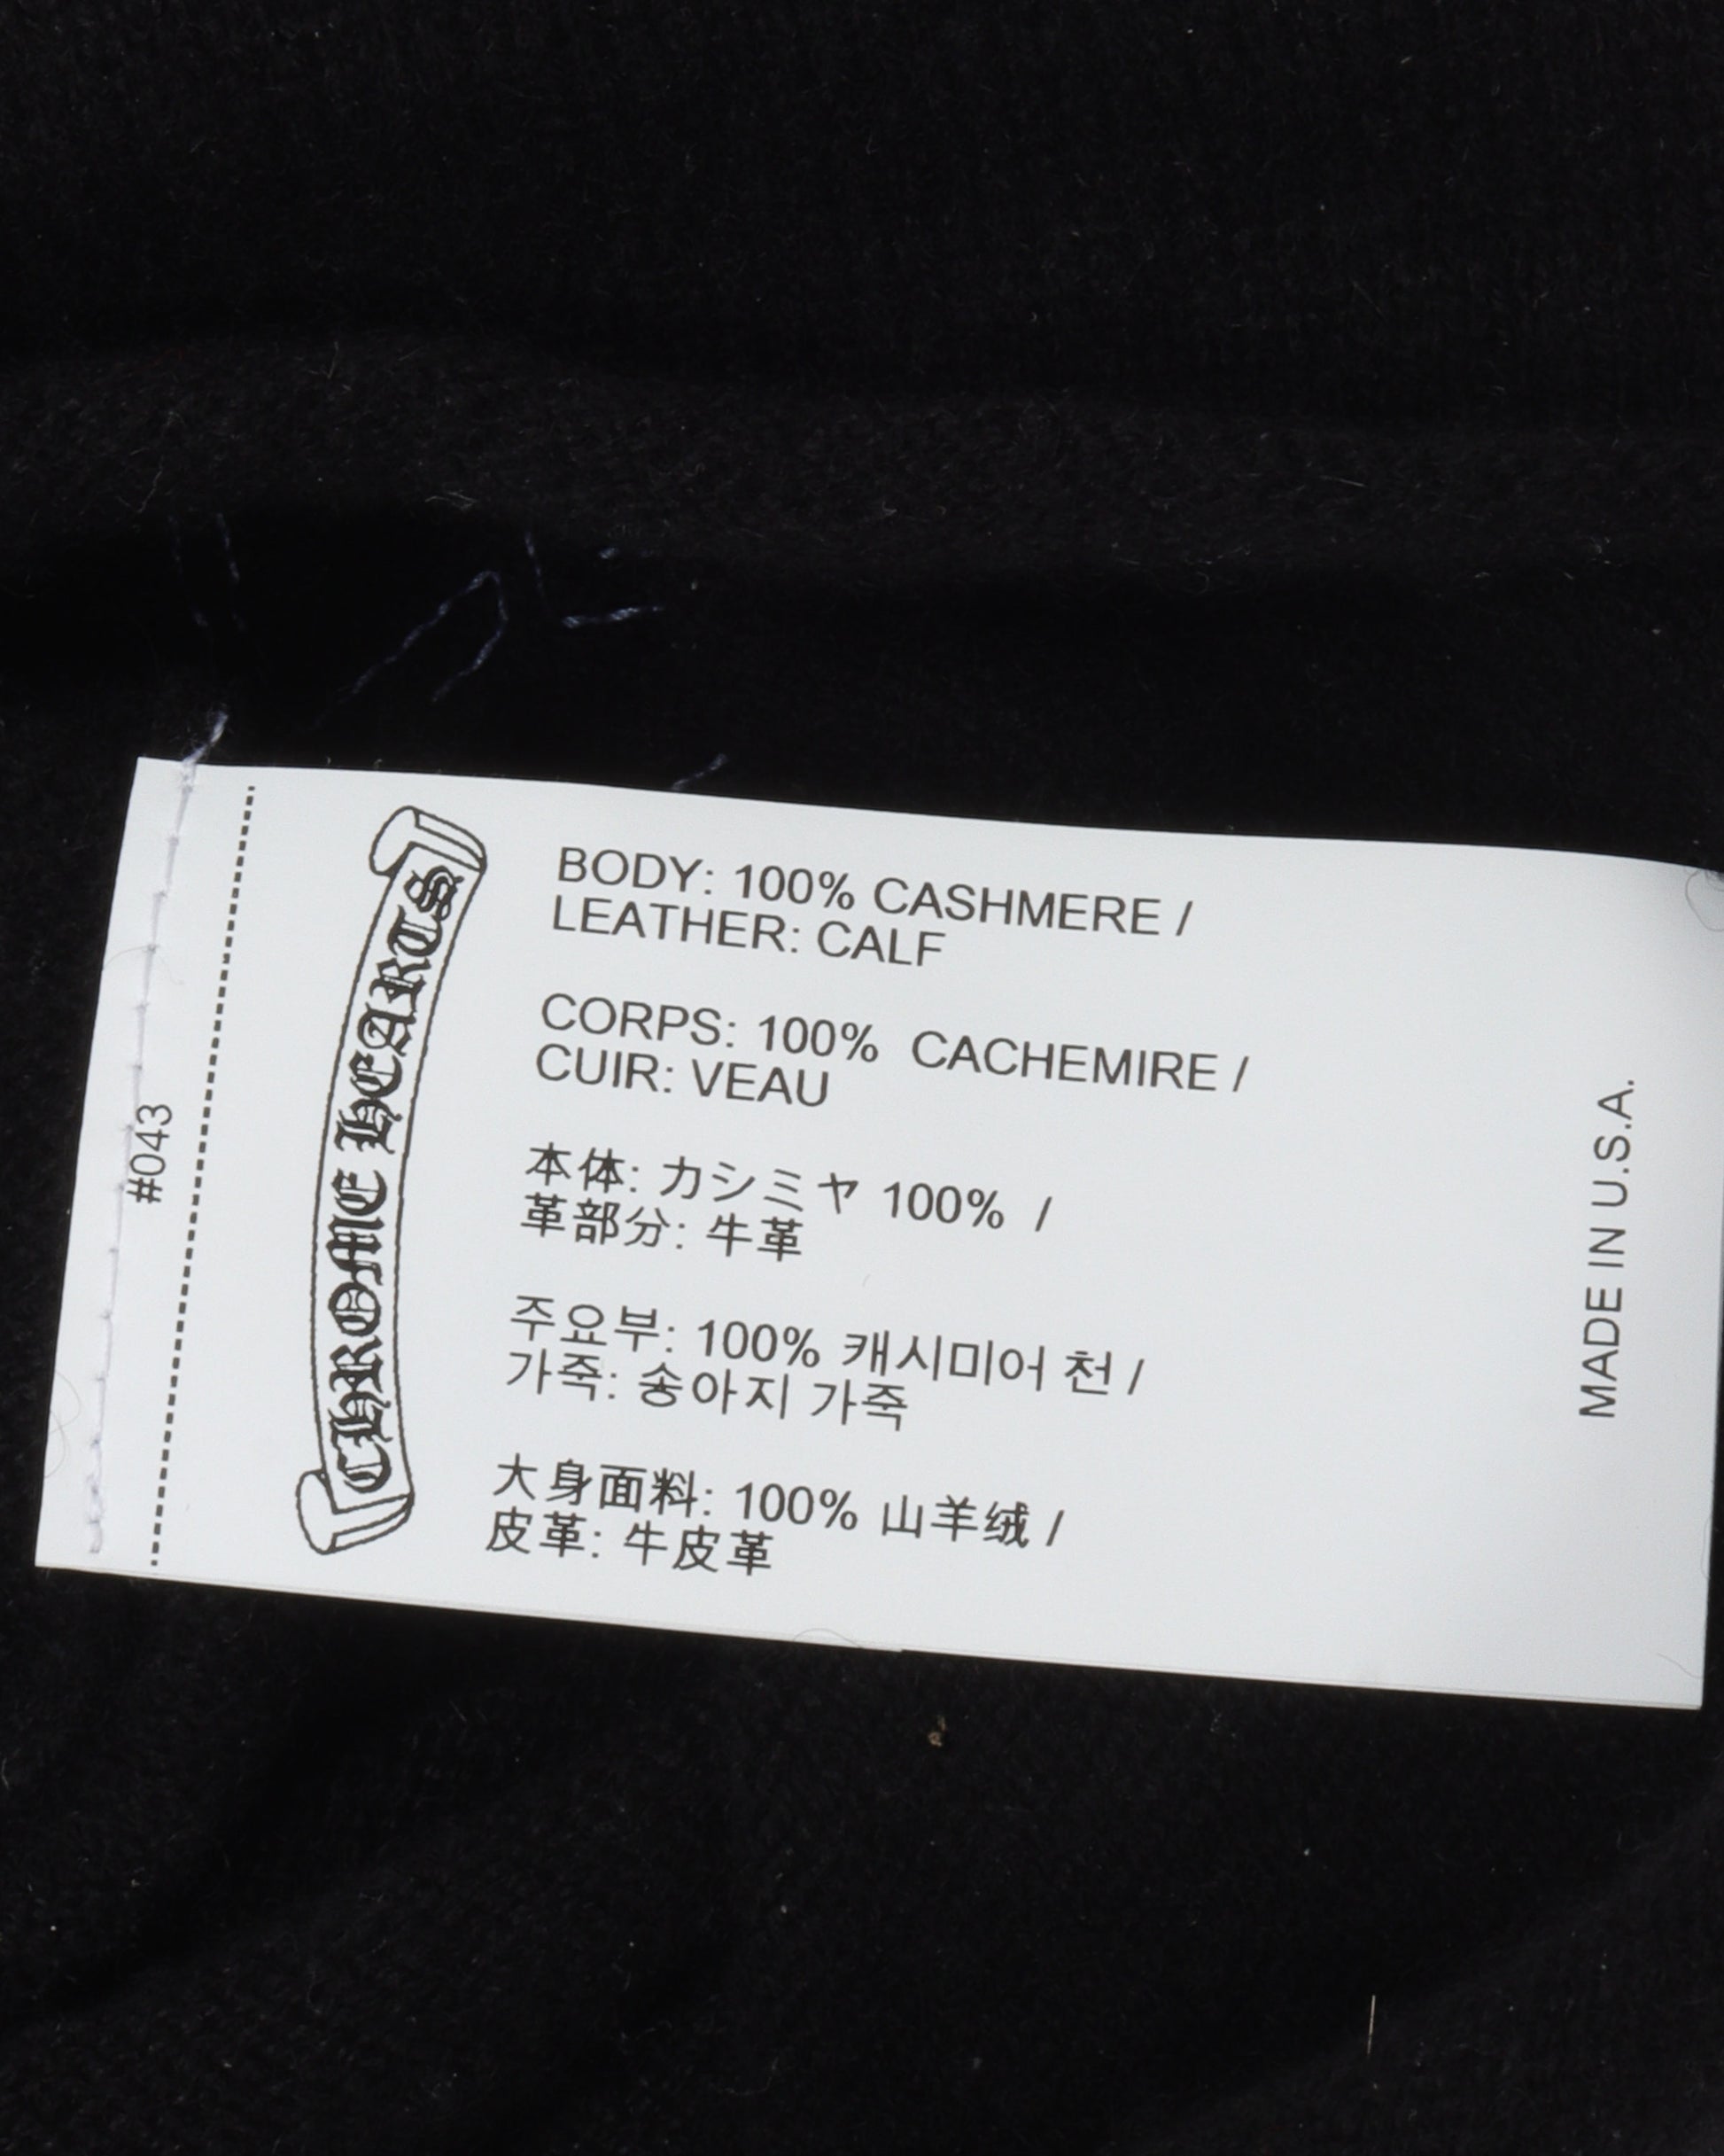 #043
CHROME HEARTS
BODY: 100% CASHMERE /
LEATHER: CALF
CORPS: 100% CACHEMIRE /
CUIR: VEAU
本体: カシミヤ 100% /
革部分: 牛革
주요부: 100% 캐시미어 천 /
가죽: 송아지 가죽
大身面料: 100% 山羊绒 /
皮革: 牛皮革
MADE IN U.S.A.